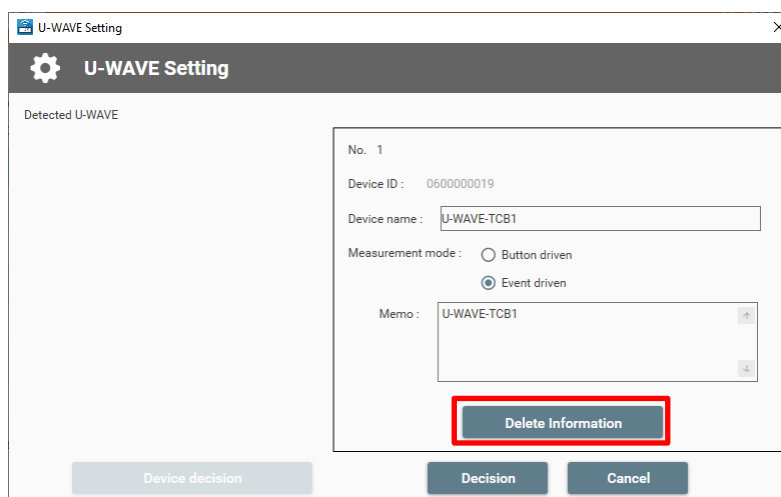 U-WAVE Setting
U-WAVE Setting
Detected U-WAVE
No. 1
Device ID : 0600000019
Device name : U-WAVE-TCB1
Measurement mode : Button driven
Event driven
Memo : U-WAVE-TCB1
Delete Information
Device decision Decision Cancel